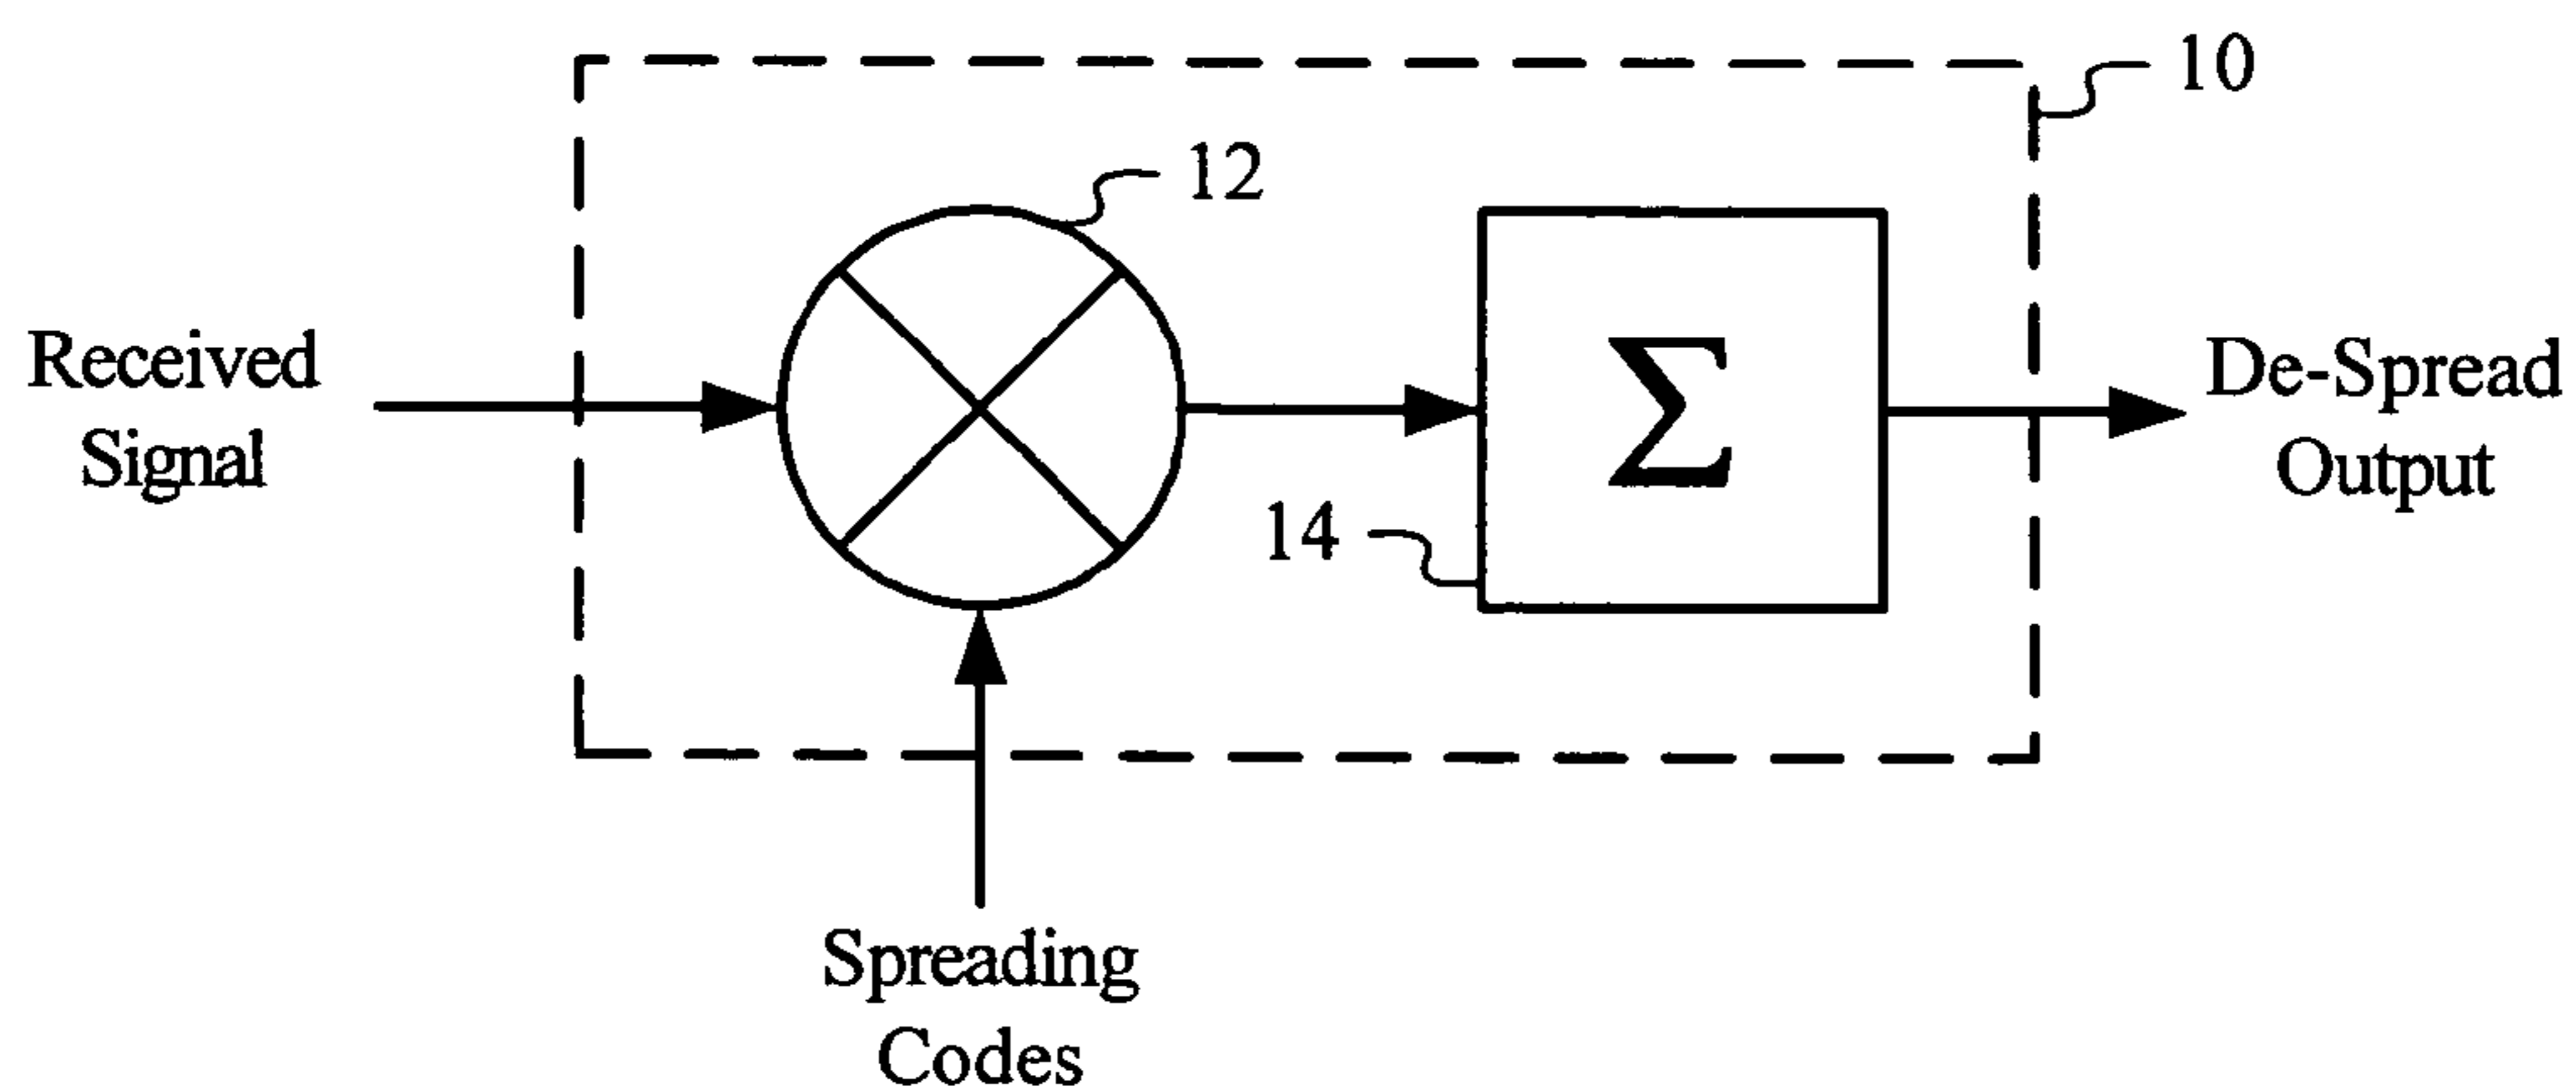 10
12
Received
Signal
Σ
14
De-Spread
Output
Spreading
Codes